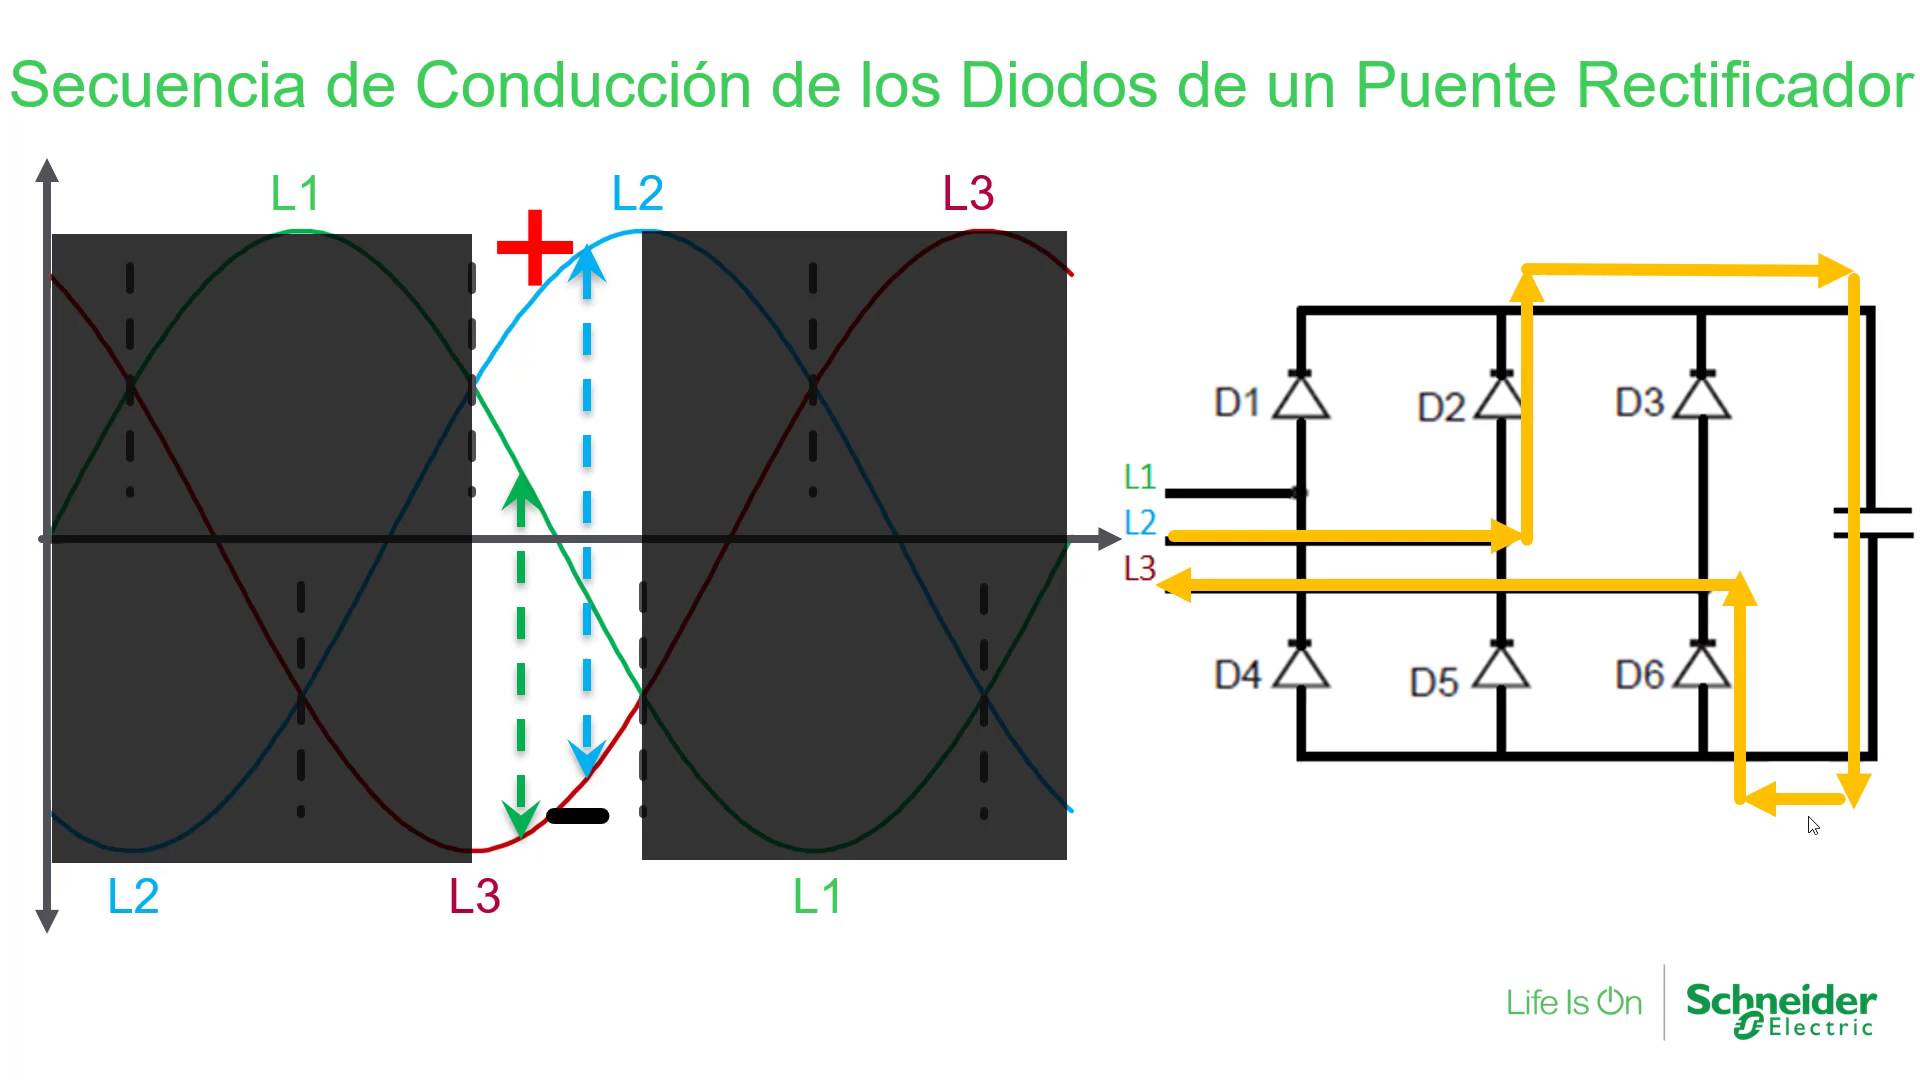 Secuencia de Conducción de los Diodos de un Puente Rectificador
L1
L2
L3
+
-
L2
L3
L1
D1
D2
D3
L1
L2
L3
D4
D5
D6
Life Is On
Schneider
Electric